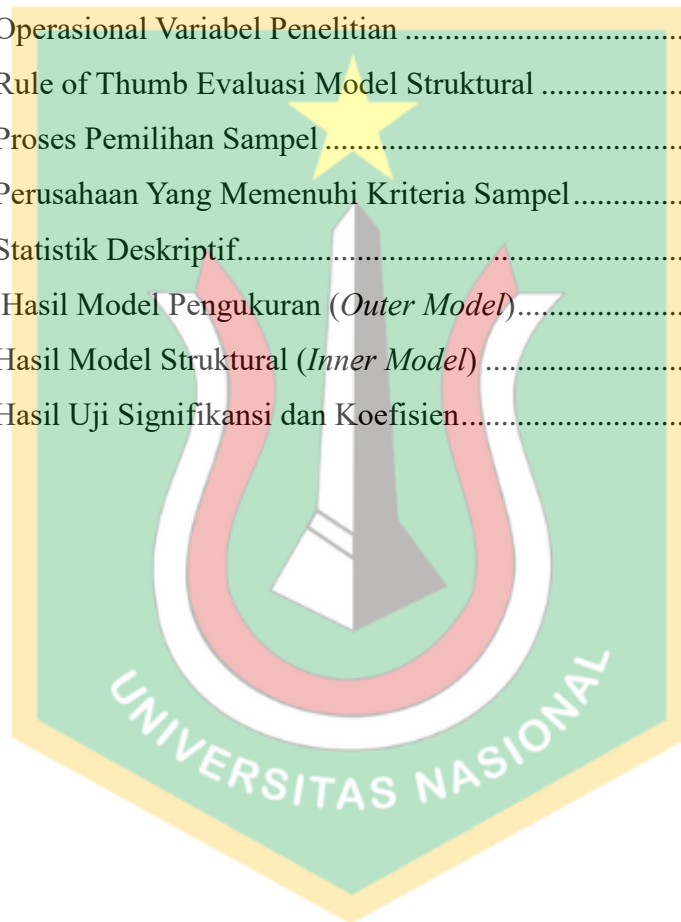 Operasional Variabel Penelitian ...................................
Rule of Thumb Evaluasi Model Struktural ..................
Proses Pemilihan Sampel .............................................
Perusahaan Yang Memenuhi Kriteria Sampel..............
Statistik Deskriptif.......................................................
Hasil Model Pengukuran (Outer Model).....................
Hasil Model Struktural (Inner Model) .........................
Hasil Uji Signifikansi dan Koefisien............................
UNIVERSITAS NASIONAL